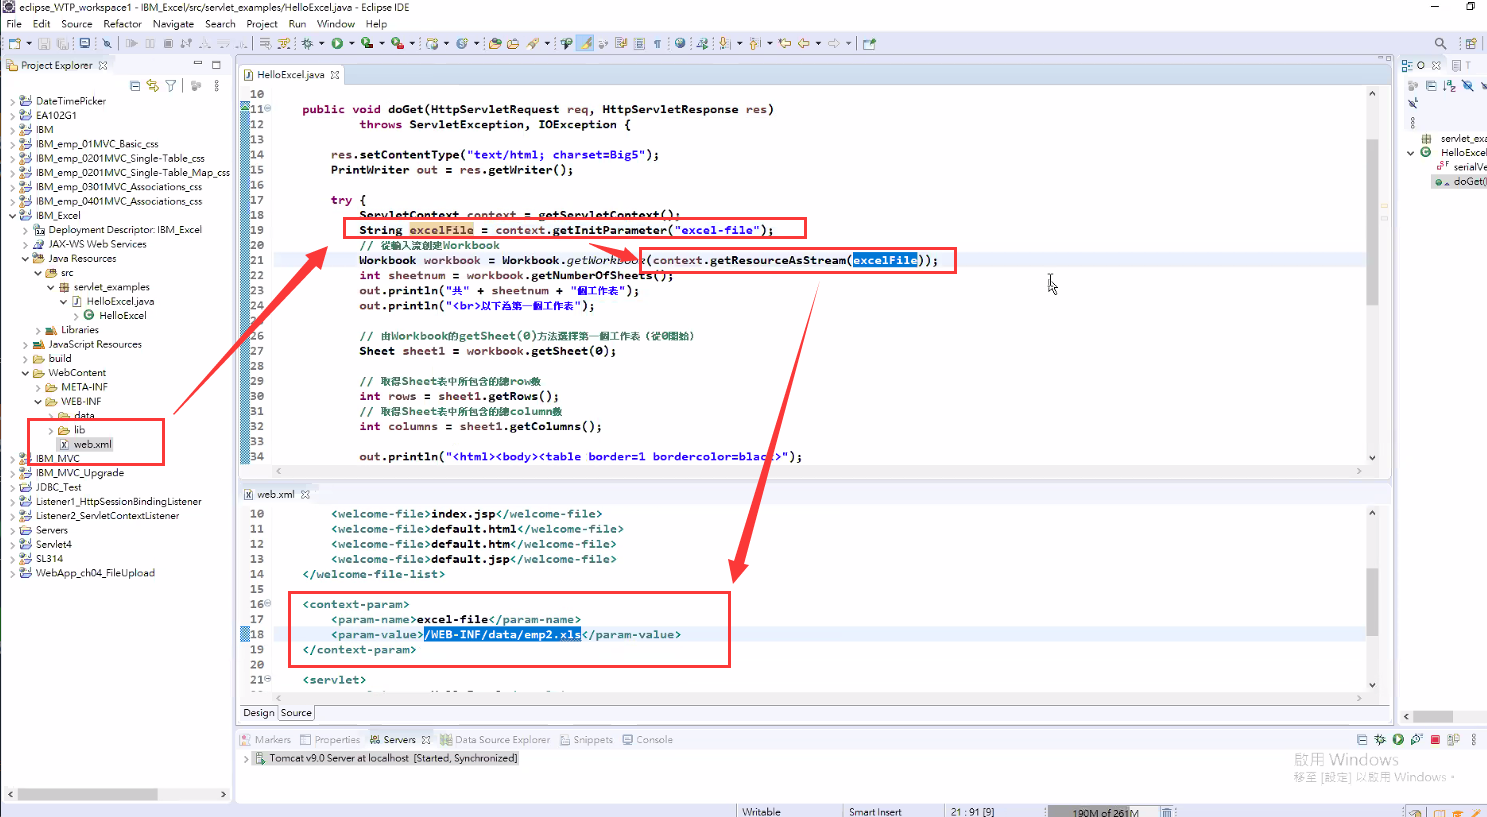 eclipse_WTP_workspace1 - IBM_Excel/src/servlet_examples/HelloExcel.java - Eclipse IDE
File Edit Source Refactor Navigate Search Project Run Window Help
Project Explorer
DateTimePicker
EA102G1
IBM
IBM_emp_01MVC_Basic_css
IBM_emp_0201MVC_Single-Table_css
IBM_emp_0201MVC_Single-Table_Map_css
IBM_emp_0301MVC_Associations_css
IBM_emp_0401MVC_Associations_css
IBM_Excel
Deployment Descriptor: IBM_Excel
JAX-WS Web Services
Java Resources
src
servlet_examples
HelloExcel.java
HelloExcel
Libraries
JavaScript Resources
build
WebContent
META-INF
WEB-INF
data
lib
web.xml
IBM_MVC
IBM_MVC_Upgrade
JDBC_Test
Listener1_HttpSessionBindingListener
Listener2_ServletContextListener
Servers
Servlet4
SL314
WebApp_ch04_FileUpload
HelloExcel.java
10
11 public void doGet(HttpServletRequest req, HttpServletResponse res)
12 throws ServletException, IOException {
13
14 res.setContentType("text/html; charset=Big5");
15 PrintWriter out = res.getWriter();
16
17 try {
18 ServletContext context = getServletContext();
19 String excelFile = context.getInitParameter("excel-file");
20 // 從輸入流創建Workbook
21 Workbook workbook = Workbook.getWorkbook(context.getResourceAsStream(excelFile));
22 int sheetnum = workbook.getNumberOfSheets();
23 out.println("共" + sheetnum + "個工作表");
24 out.println("<br>以下為第一個工作表");
26 // 由Workbook的getSheet(0)方法選擇第一個工作表（從0開始）
27 Sheet sheet1 = workbook.getSheet(0);
28
29 // 取得Sheet表中所包含的總row數
30 int rows = sheet1.getRows();
31 // 取得Sheet表中所包含的總column數
32 int columns = sheet1.getColumns();
33
34 out.println("<html><body><table border=1 bordercolor=black>");
web.xml
10 <welcome-file>index.jsp</welcome-file>
11 <welcome-file>default.html</welcome-file>
12 <welcome-file>default.htm</welcome-file>
13 <welcome-file>default.jsp</welcome-file>
14 </welcome-file-list>
15
16 <context-param>
17 <param-name>excel-file</param-name>
18 <param-value>/WEB-INF/data/emp2.xls</param-value>
19 </context-param>
20
21 <servlet>
Design Source
Markers Properties Servers Data Source Explorer Snippets Console
Tomcat v9.0 Server at localhost [Started, Synchronized]
servlet_exa
HelloExcel
serialVe
doGet(
啟用 Windows
移至 [設定] 以啟用 Windows。
Writable Smart Insert 21 : 91 [9] 190M of 261M